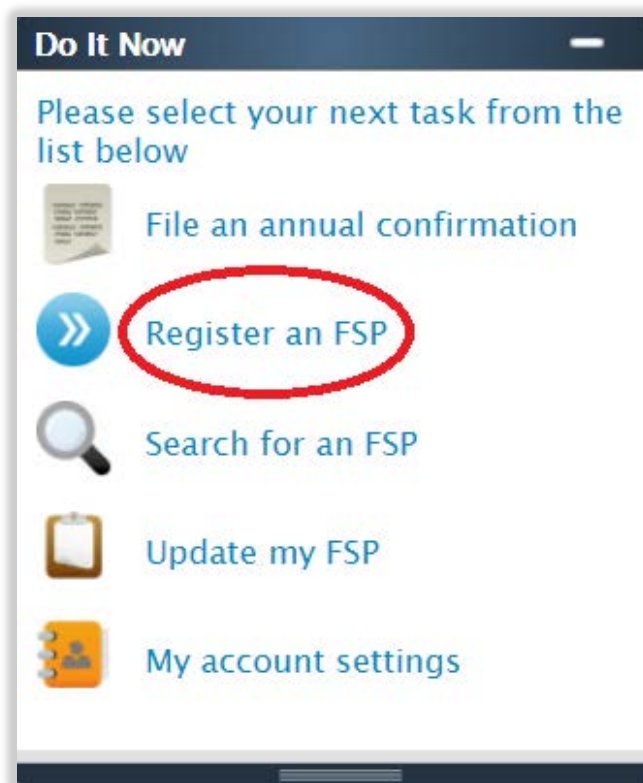 Do It Now
Please select your next task from the
list below
File an annual confirmation
Register an FSP
Search for an FSP
Update my FSP
My account settings